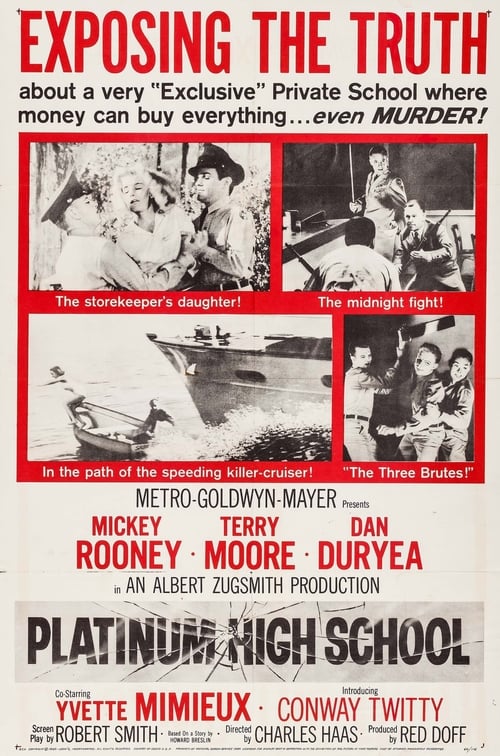 EXPOSING THE TRUTH
about a very "Exclusive" Private School where
money can buy everything...even MURDER!
The storekeeper's daughter!
The midnight fight!
In the path of the speeding killer-cruiser!
"The Three Brutes!"
METRO-GOLDWYN-MAYER Presents
MICKEY ROONEY · TERRY MOORE · DAN DURYEA
in AN ALBERT ZUGSMITH PRODUCTION
PLATINUM HIGH SCHOOL
Co-Starring
YVETTE MIMIEUX ·
Introducing
CONWAY TWITTY
Screen Play by ROBERT SMITH · Based On a Story by HOWARD BRESLIN · Directed by CHARLES HAAS · Produced by RED DOFF